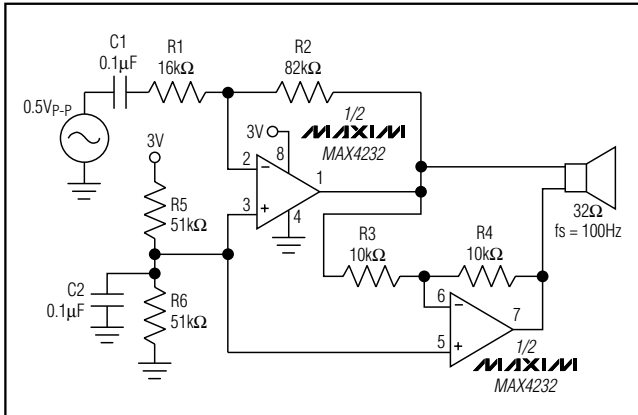 C1
0.1µF
R1
16kΩ
R2
82kΩ
0.5VP-P
1/2
MAXIM
MAX4232
3V
3V
8
2
−
1
3
+
4
R5
51kΩ
32Ω
fs = 100Hz
R3
10kΩ
R4
10kΩ
C2
0.1µF
R6
51kΩ
6
−
7
5
+
1/2
MAXIM
MAX4232